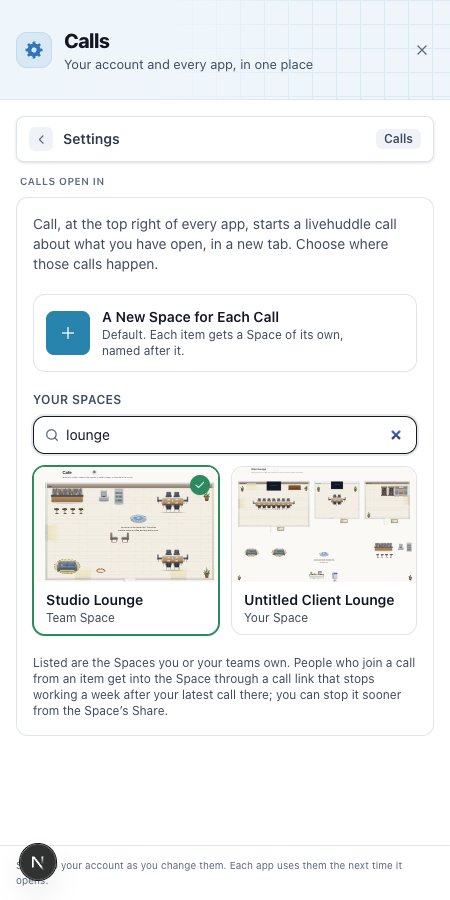 Calls
Your account and every app, in one place
Settings
Calls
CALLS OPEN IN
Call, at the top right of every app, starts a livehuddle call
about what you have open, in a new tab. Choose where
those calls happen.
A New Space for Each Call
Default. Each item gets a Space of its own,
named after it.
YOUR SPACES
lounge
Cafe
Studio Lounge
Team Space
Untitled Client Lounge
Your Space
Listed are the Spaces you or your teams own. People who join a call
from an item get into the Space through a call link that stops
working a week after your latest call there; you can stop it sooner
from the Space's Share.
N
your account as you change them. Each app uses them the next time it
opens.